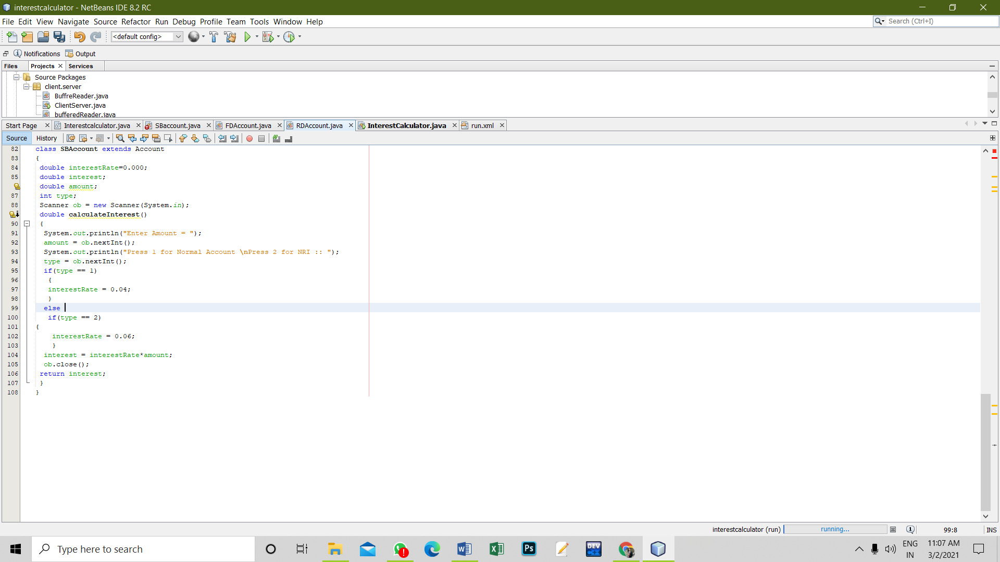 interestcalculator - NetBeans IDE 8.2 RC
File Edit View Navigate Source Refactor Run Debug Profile Team Tools Window Help
Search (Ctrl+I)
<default config>
Notifications Output
Files Projects Services
Source Packages
client.server
BuffreReader.java
ClientServer.java
bufferedReader.java
Start Page Interestcalculator.java SBaccount.java FDAccount.java RDAccount.java InterestCalculator.java run.xml
Source History
82 class SBAccount extends Account
83 {
84 double interestRate=0.000;
85 double interest;
double amount;
87 int type;
88 Scanner ob = new Scanner(System.in);
double calculateInterest()
90 {
91 System.out.println("Enter Amount = ");
92 amount = ob.nextInt();
93 System.out.println("Press 1 for Normal Account \nPress 2 for NRI :: ");
94 type = ob.nextInt();
95 if(type == 1)
96 {
97 interestRate = 0.04;
98 }
99 else
100 if(type == 2)
101 {
102 interestRate = 0.06;
103 }
104 interest = interestRate*amount;
105 ob.close();
106 return interest;
107 }
108 }
interestcalculator (run) running... 99:8 INS
Type here to search
W X Ps DEV C++
ENG 11:07 AM
IN 3/2/2021